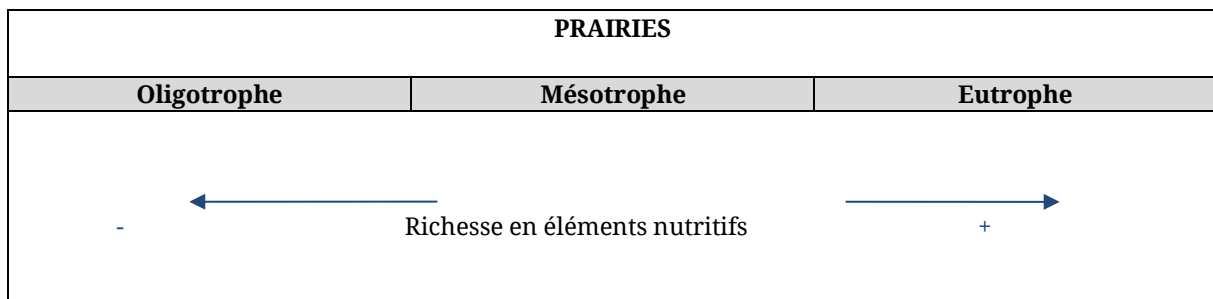 PRAIRIES
Oligotrophe Mésotrophe Eutrophe
- Richesse en éléments nutritifs +